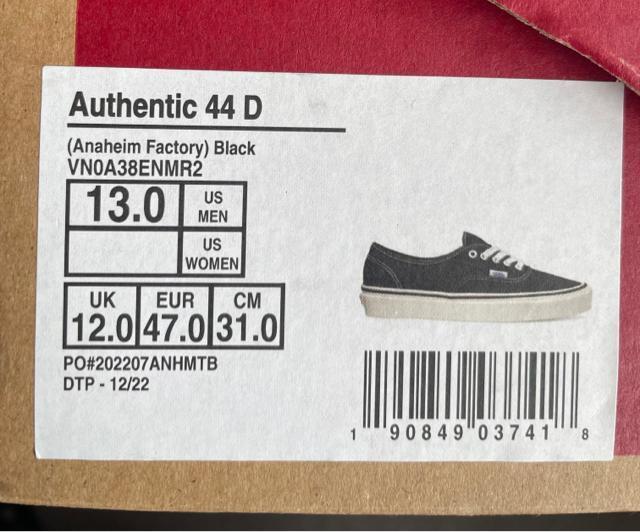 Authentic 44 D
(Anaheim Factory) Black
VN0A38ENMR2
13.0 US MEN
US WOMEN
UK EUR CM
12.0 47.0 31.0
PO#202207ANHMTB
DTP - 12/22
1 90849 03741 8